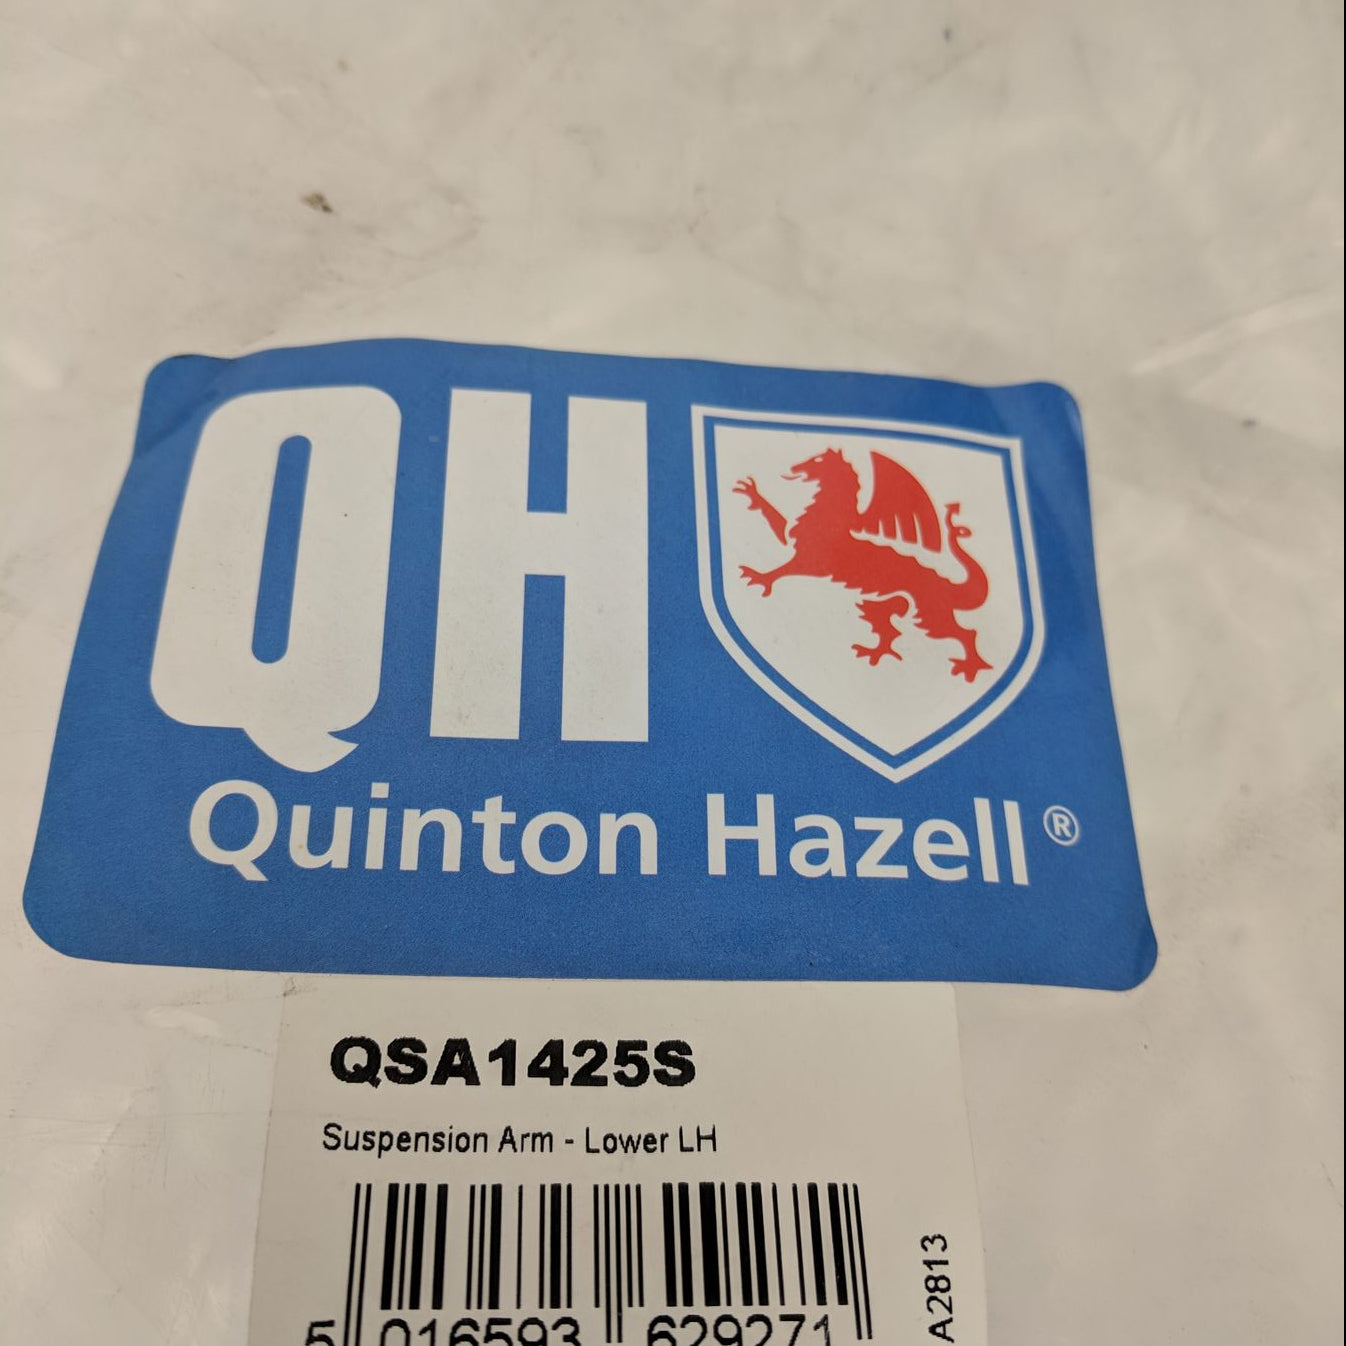 QH
Quinton Hazell®
QSA1425S
Suspension Arm - Lower LH
5 016593 629271
A2813